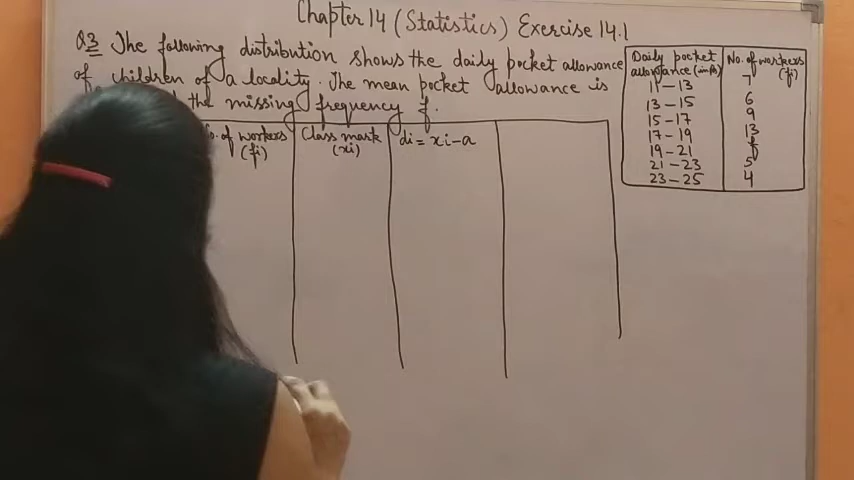 Chapter 14 (Statistics) Exercise 14.1
Q.3 The following distribution shows the daily pocket allowance
of children of a locality. The mean pocket allowance is
the missing frequency f.
Daily pocket allowance (in ₹) No. of workers (fi)
11-13 7
13-15 6
15-17 9
17-19 13
19-21 f
21-23 5
23-25 4
No. of workers (fi) Class mark (xi) di = xi-a